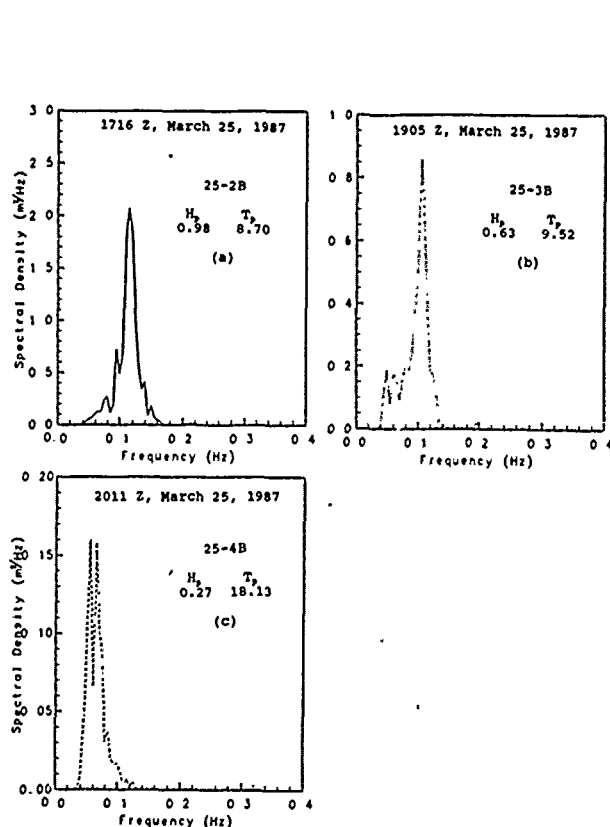 1716 Z, March 25, 1987
25-2B
Hp Tp
0.98 8.70
(a)
3 0
2 5
2 0
1 5
1 0
0 5
0 0
Spectral Density (m²/Hz)
0 0 0 1 0 2 0 3 0 4
Frequency (Hz)
1905 Z, March 25, 1987
25-3B
Hp Tp
0.63 9.52
(b)
1 0
0 8
0 6
0 4
0 2
0 0
0 0 0 1 0 2 0 3 0 4
Frequency (Hz)
2011 Z, March 25, 1987
25-4B
Hp Tp
0.27 18.13
(c)
0 20
0 15
0 10
0 05
0.00
Spectral Density (m²/Hz)
0 0 0 1 0 2 0 3 0 4
Frequency (Hz)